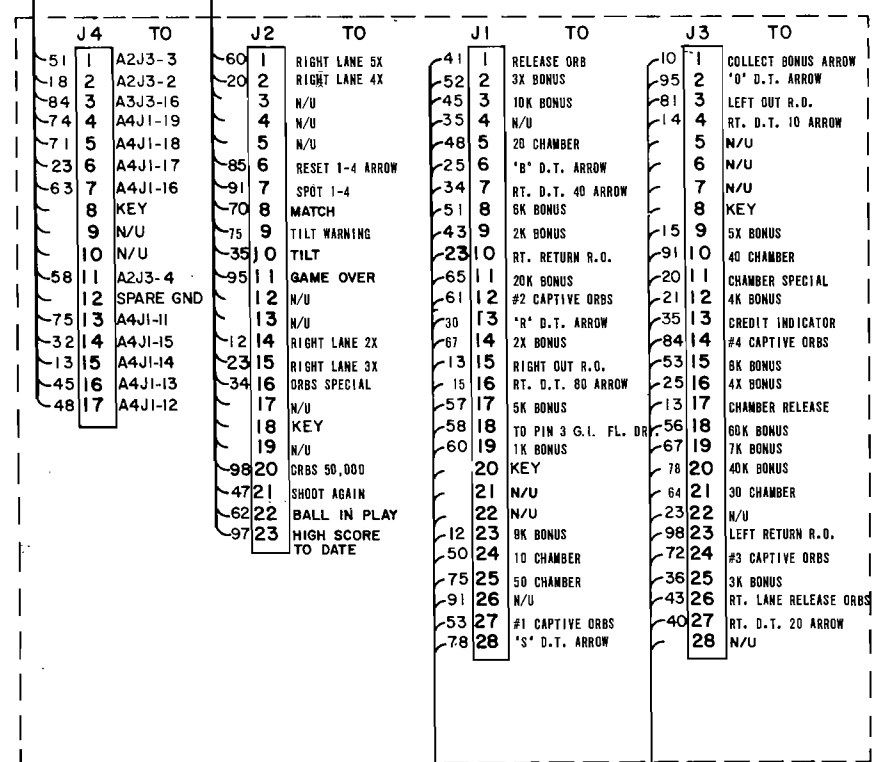 J4 TO
51 1 A2J3-3
18 2 A2J3-2
84 3 A3J3-16
74 4 A4J1-19
71 5 A4J1-18
23 6 A4J1-17
63 7 A4J1-16
8 KEY
9 N/U
10 N/U
58 11 A2J3-4
12 SPARE GND
75 13 A4J1-11
32 14 A4J1-15
13 15 A4J1-14
45 16 A4J1-13
48 17 A4J1-12
J2 TO
60 1 RIGHT LANE 5X
20 2 RIGHT LANE 4X
3 N/U
4 N/U
5 N/U
85 6 RESET 1-4 ARROW
91 7 SPOT 1-4
70 8 MATCH
75 9 TILT WARNING
35 10 TILT
95 11 GAME OVER
12 N/U
13 N/U
12 14 RIGHT LANE 2X
23 15 RIGHT LANE 3X
34 16 ORBS SPECIAL
17 N/U
18 KEY
19 N/U
98 20 ORBS 50,000
47 21 SHOOT AGAIN
62 22 BALL IN PLAY
97 23 HIGH SCORE
TO DATE
J1 TO
41 1 RELEASE ORB
52 2 3X BONUS
45 3 10K BONUS
35 4 N/U
48 5 20 CHAMBER
25 6 "B" D.T. ARROW
34 7 RT. D.T. 40 ARROW
51 8 6K BONUS
43 9 2K BONUS
23 10 RT. RETURN R.O.
65 11 20K BONUS
61 12 #2 CAPTIVE ORBS
30 13 "R" D.T. ARROW
67 14 2X BONUS
13 15 RIGHT OUT R.O.
15 16 RT. D.T. 80 ARROW
57 17 5K BONUS
58 18 TO PIN 3 G.I. FL. DR.
60 19 1K BONUS
20 KEY
21 N/U
22 N/U
12 23 9K BONUS
50 24 10 CHAMBER
75 25 50 CHAMBER
91 26 N/U
53 27 #1 CAPTIVE ORBS
78 28 "S" D.T. ARROW
J3 TO
10 1 COLLECT BONUS ARROW
95 2 "O" D.T. ARROW
81 3 LEFT OUT R.O.
14 4 RT. D.T. 10 ARROW
5 N/U
6 N/U
7 N/U
8 KEY
15 9 5X BONUS
91 10 40 CHAMBER
20 11 CHAMBER SPECIAL
21 12 4K BONUS
35 13 CREDIT INDICATOR
84 14 #4 CAPTIVE ORBS
53 15 8K BONUS
25 16 4X BONUS
13 17 CHAMBER RELEASE
56 18 60K BONUS
67 19 7K BONUS
78 20 40K BONUS
64 21 30 CHAMBER
23 22 N/U
98 23 LEFT RETURN R.O.
72 24 #3 CAPTIVE ORBS
36 25 3K BONUS
43 26 RT. LANE RELEASE ORBS
40 27 RT. D.T. 20 ARROW
28 N/U